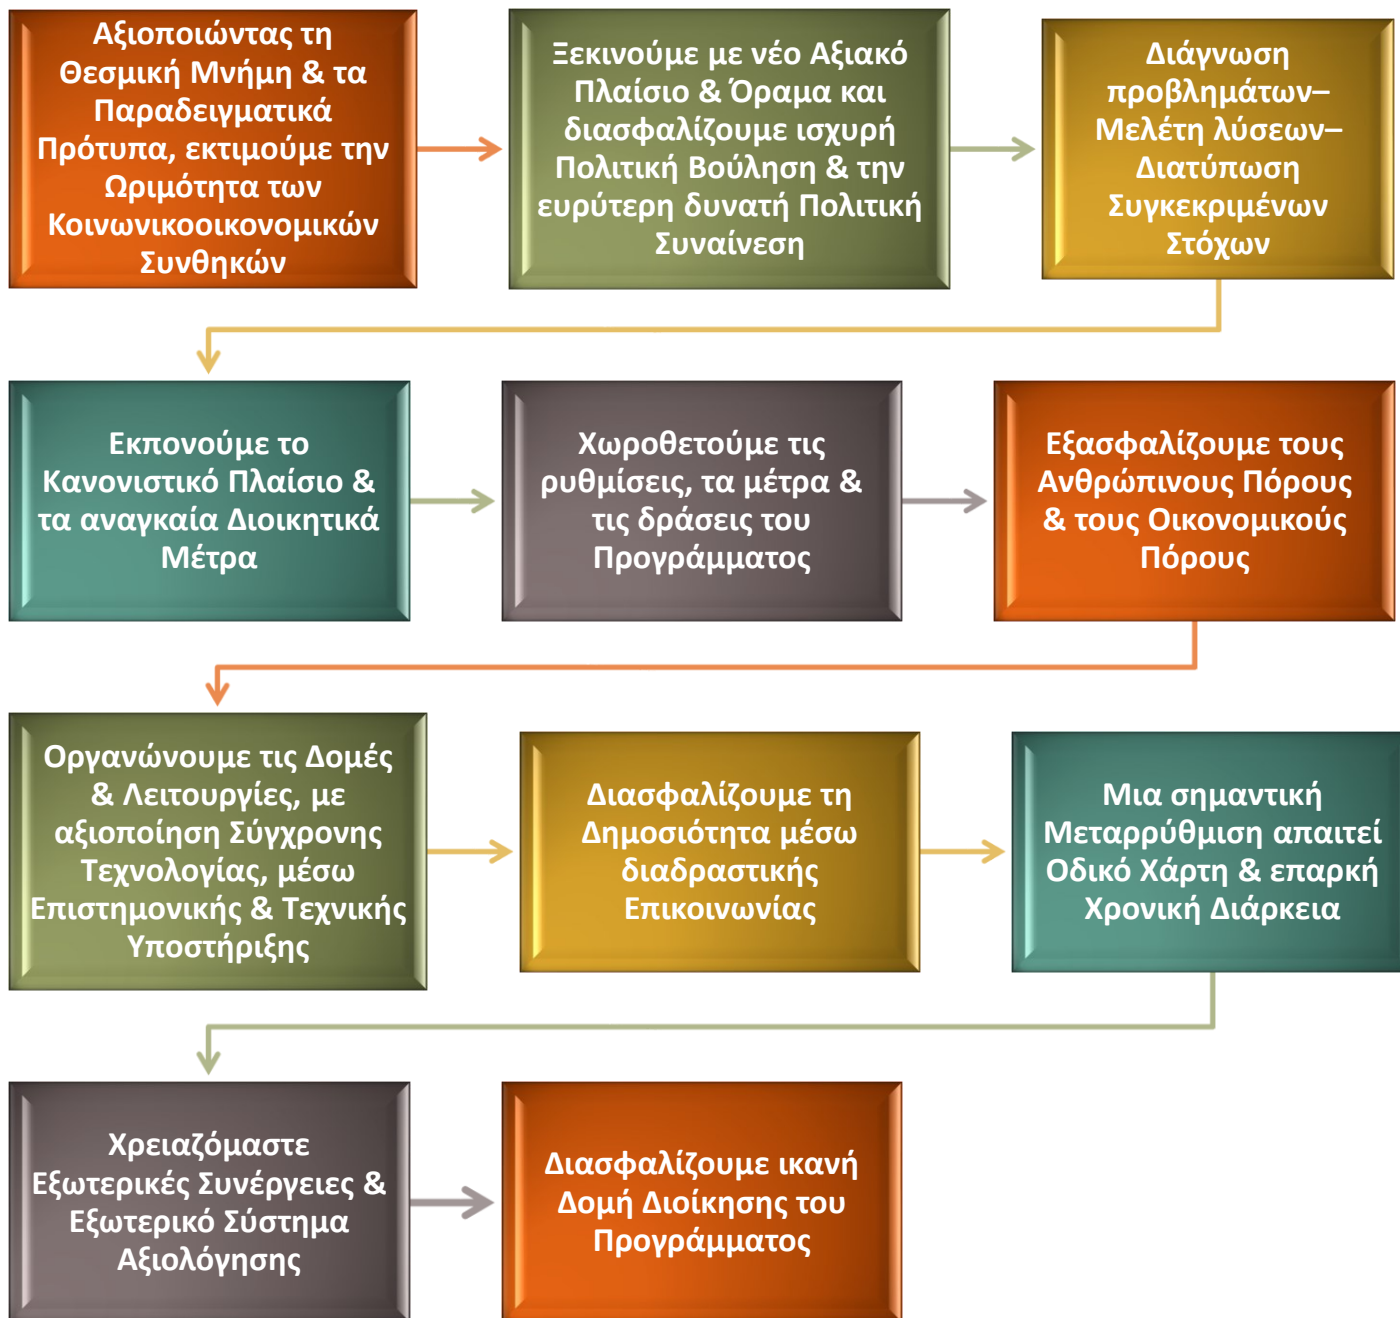 Αξιοποιώντας τη
Θεσμική Μνήμη & τα
Παραδειγματικά
Πρότυπα, εκτιμούμε την
Ωριμότητα των
Κοινωνικοοικονομικών
Συνθηκών
Ξεκινούμε με νέο Αξιακό
Πλαίσιο & Όραμα και
διασφαλίζουμε ισχυρή
Πολιτική Βούληση & την
ευρύτερη δυνατή Πολιτική
Συναίνεση
Διάγνωση
προβλημάτων–
Μελέτη λύσεων–
Διατύπωση
Συγκεκριμένων
Στόχων
Εκπονούμε το
Κανονιστικό Πλαίσιο &
τα αναγκαία Διοικητικά
Μέτρα
Χωροθετούμε τις
ρυθμίσεις, τα μέτρα &
τις δράσεις του
Προγράμματος
Εξασφαλίζουμε τους
Ανθρώπινους Πόρους
& τους Οικονομικούς
Πόρους
Οργανώνουμε τις Δομές
& Λειτουργίες, με
αξιοποίηση Σύγχρονης
Τεχνολογίας, μέσω
Επιστημονικής & Τεχνικής
Υποστήριξης
Διασφαλίζουμε τη
Δημοσιότητα μέσω
διαδραστικής
Επικοινωνίας
Μια σημαντική
Μεταρρύθμιση απαιτεί
Οδικό Χάρτη & επαρκή
Χρονική Διάρκεια
Χρειαζόμαστε
Εξωτερικές Συνέργειες &
Εξωτερικό Σύστημα
Αξιολόγησης
Διασφαλίζουμε ικανή
Δομή Διοίκησης του
Προγράμματος